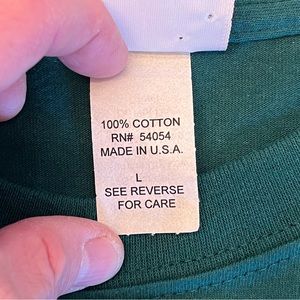 100% COTTON
RN# 54054
MADE IN U.S.A.
L
SEE REVERSE
FOR CARE